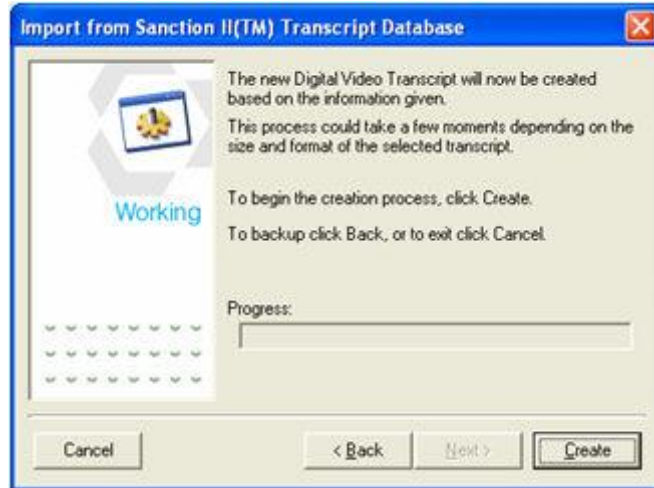 Import from Sanction II(TM) Transcript Database
The new Digital Video Transcript will now be created
based on the information given.
This process could take a few moments depending on the
size and format of the selected transcript.
Working
To begin the creation process, click Create.
To backup click Back, or to exit click Cancel.
Progress:
Cancel
< Back
Next >
Create